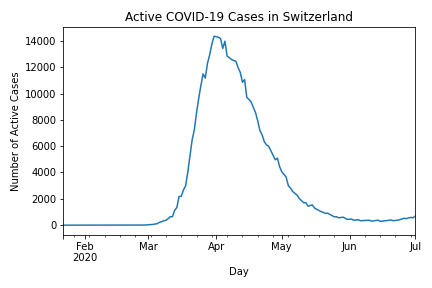 Active COVID-19 Cases in Switzerland
14000
12000
10000
8000
6000
4000
2000
0
Number of Active Cases
Feb
2020
Mar
Apr
May
Jun
Jul
Day